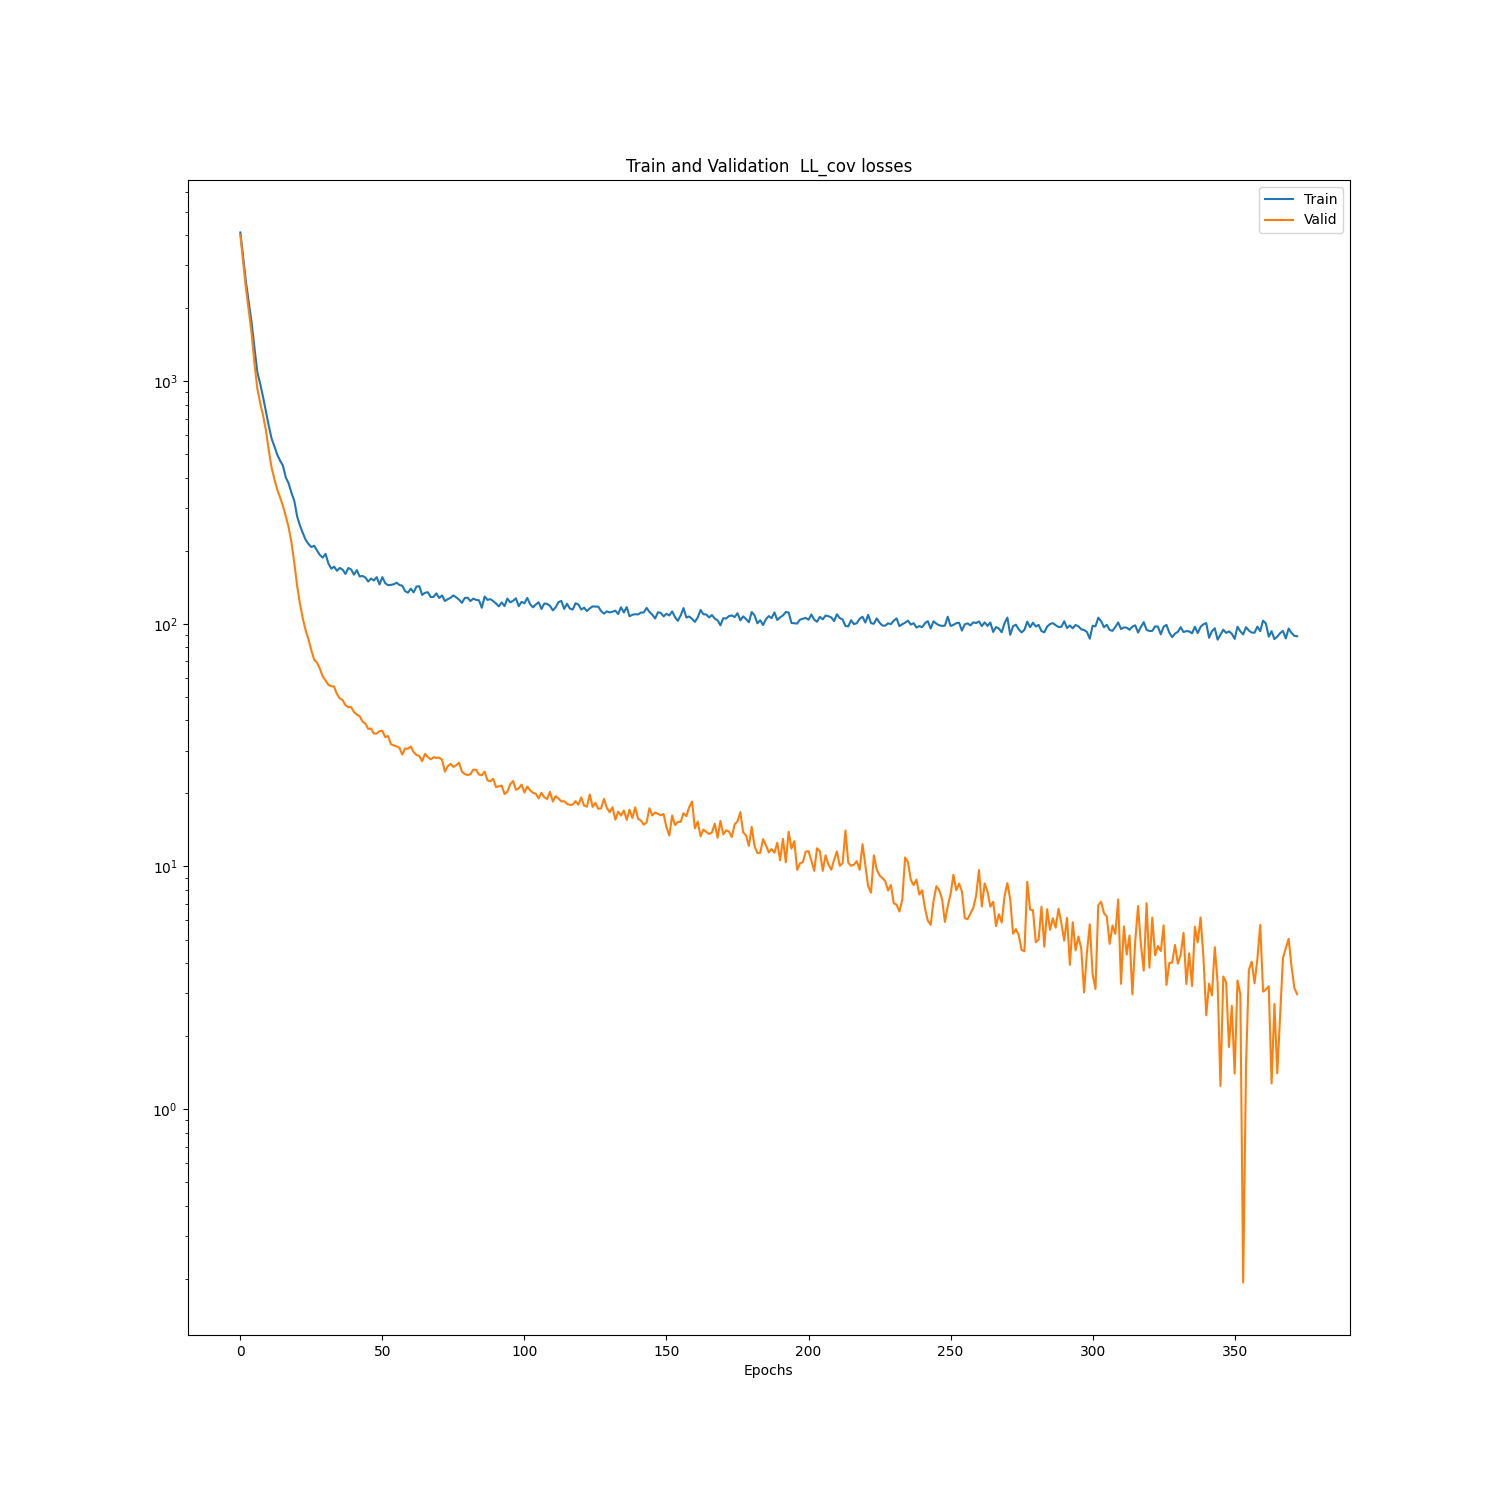 Train and Validation  LL_cov losses
Train
Valid
10³
10²
10¹
10⁰
0 50 100 150 200 250 300 350
Epochs